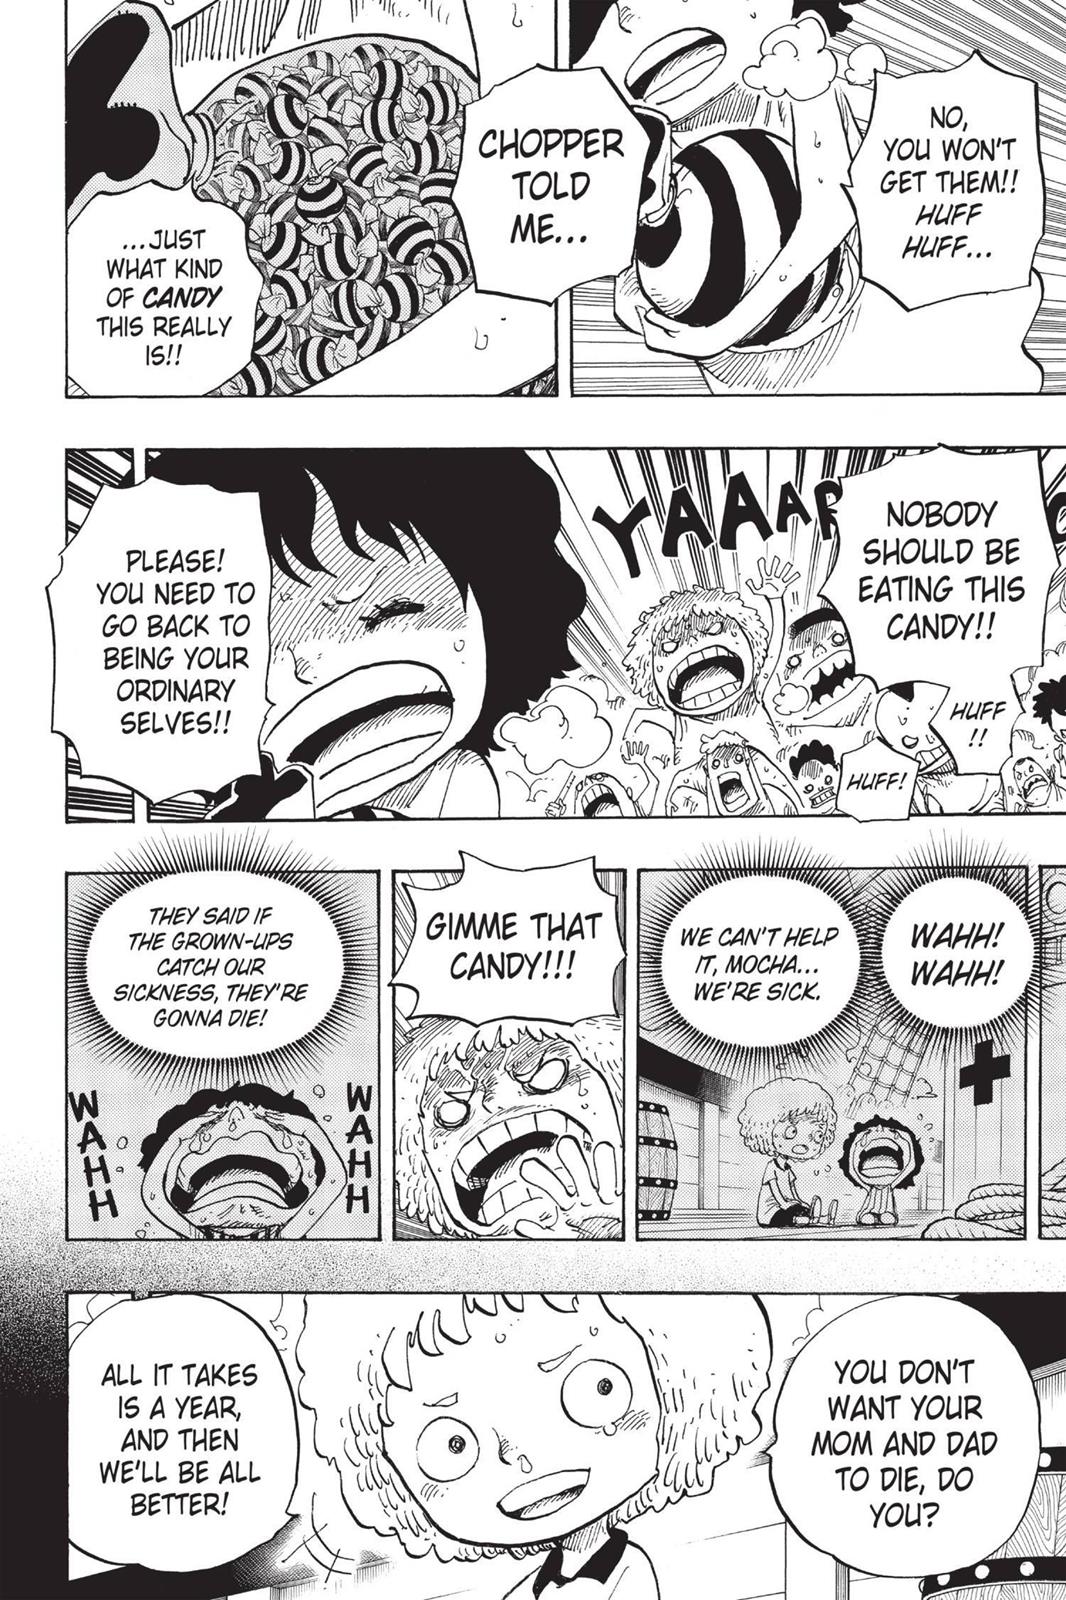 NO,
YOU WON'T
GET THEM!!
HUFF
HUFF...
CHOPPER
TOLD
ME...
...JUST
WHAT KIND
OF CANDY
THIS REALLY
IS!!
NOBODY
SHOULD BE
EATING THIS
CANDY!!
HUFF
!!
HUFF!
YAAAR
PLEASE!
YOU NEED TO
GO BACK TO
BEING YOUR
ORDINARY
SELVES!!
WAHH!
WAHH!
WE CAN'T HELP
IT, MOCHA...
WE'RE SICK.
GIMME THAT
CANDY!!!
THEY SAID IF
THE GROWN-UPS
CATCH OUR
SICKNESS, THEY'RE
GONNA DIE!
WAHH
WAHH
YOU DON'T
WANT YOUR
MOM AND DAD
TO DIE, DO
YOU?
ALL IT TAKES
IS A YEAR,
AND THEN
WE'LL BE ALL
BETTER!